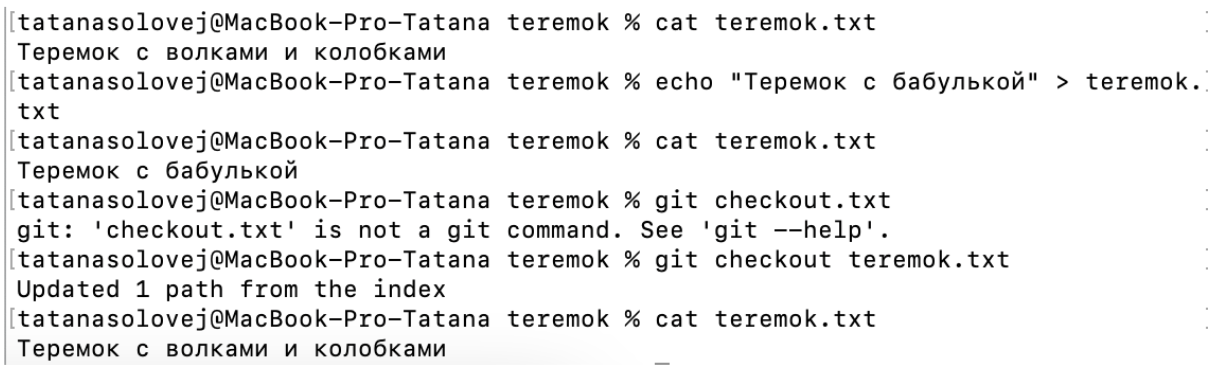 [tatanasolovej@MacBook-Pro-Tatana teremok % cat teremok.txt ]
Теремок с волками и колобками
[tatanasolovej@MacBook-Pro-Tatana teremok % echo "Теремок с бабулькой" > teremok.]
txt
[tatanasolovej@MacBook-Pro-Tatana teremok % cat teremok.txt ]
Теремок с бабулькой
[tatanasolovej@MacBook-Pro-Tatana teremok % git checkout.txt ]
git: 'checkout.txt' is not a git command. See 'git --help'.
[tatanasolovej@MacBook-Pro-Tatana teremok % git checkout teremok.txt ]
Updated 1 path from the index
[tatanasolovej@MacBook-Pro-Tatana teremok % cat teremok.txt ]
Теремок с волками и колобками